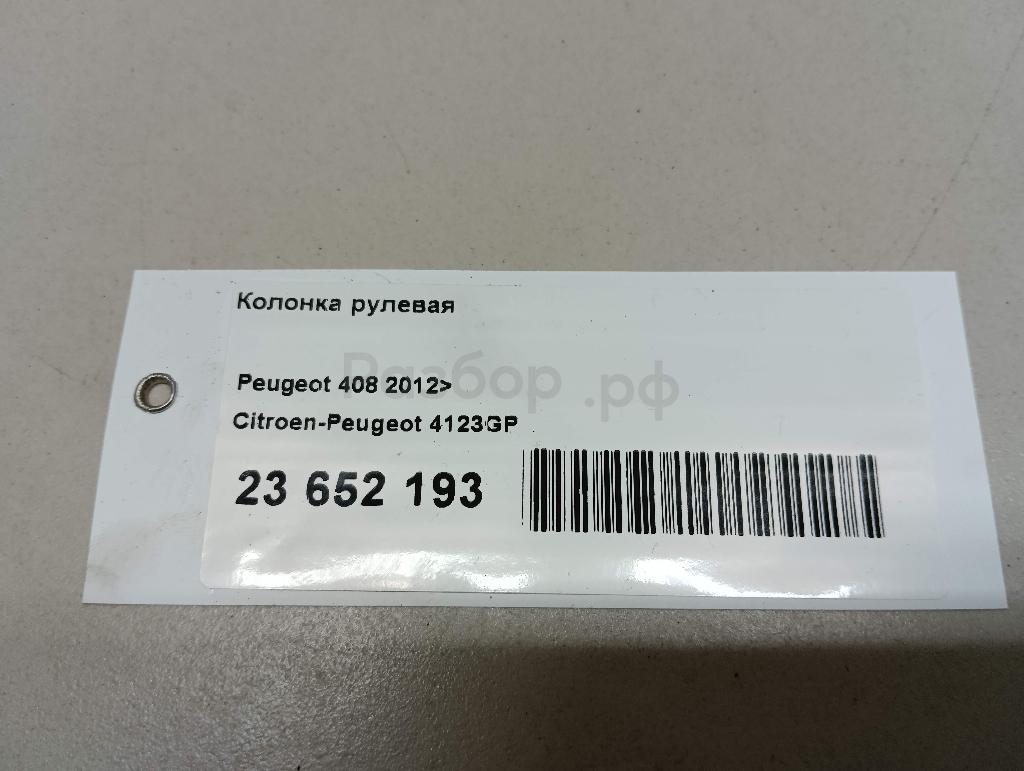 Колонка рулевая
Разбор.рф
Peugeot 408 2012>
Citroen-Peugeot 4123GP
23 652 193